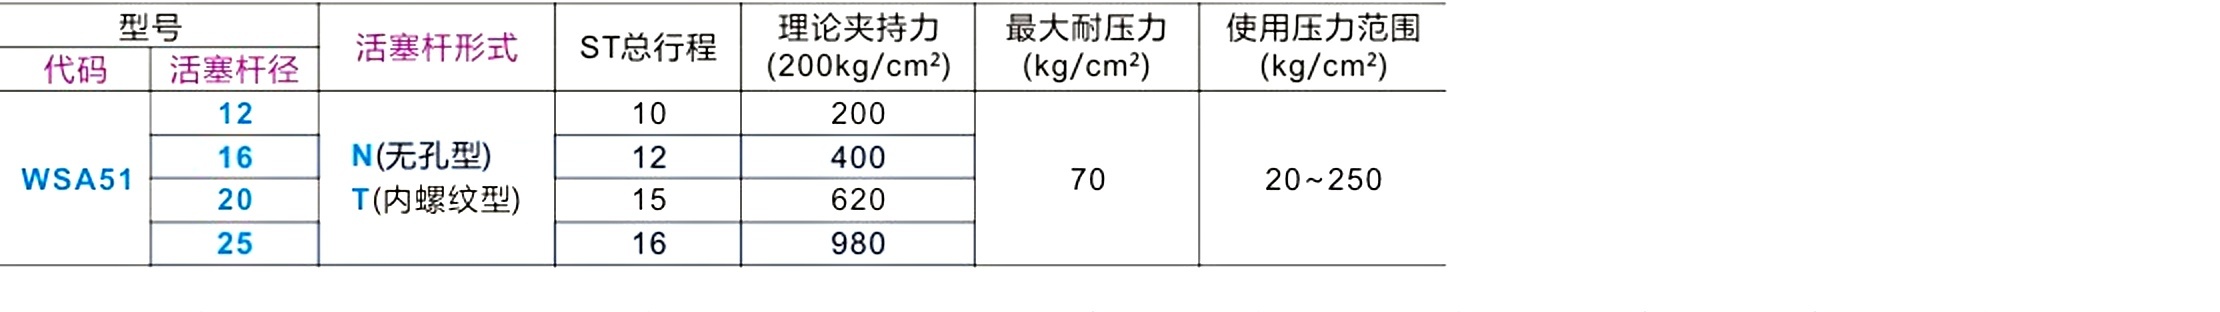 型号
代码
活塞杆径
活塞杆形式
ST总行程
理论夹持力
(200kg/cm²)
最大耐压力
(kg/cm²)
使用压力范围
(kg/cm²)
WSA51
12
16
20
25
N(无孔型)
T(内螺纹型)
10
12
15
16
200
400
620
980
70
20~250